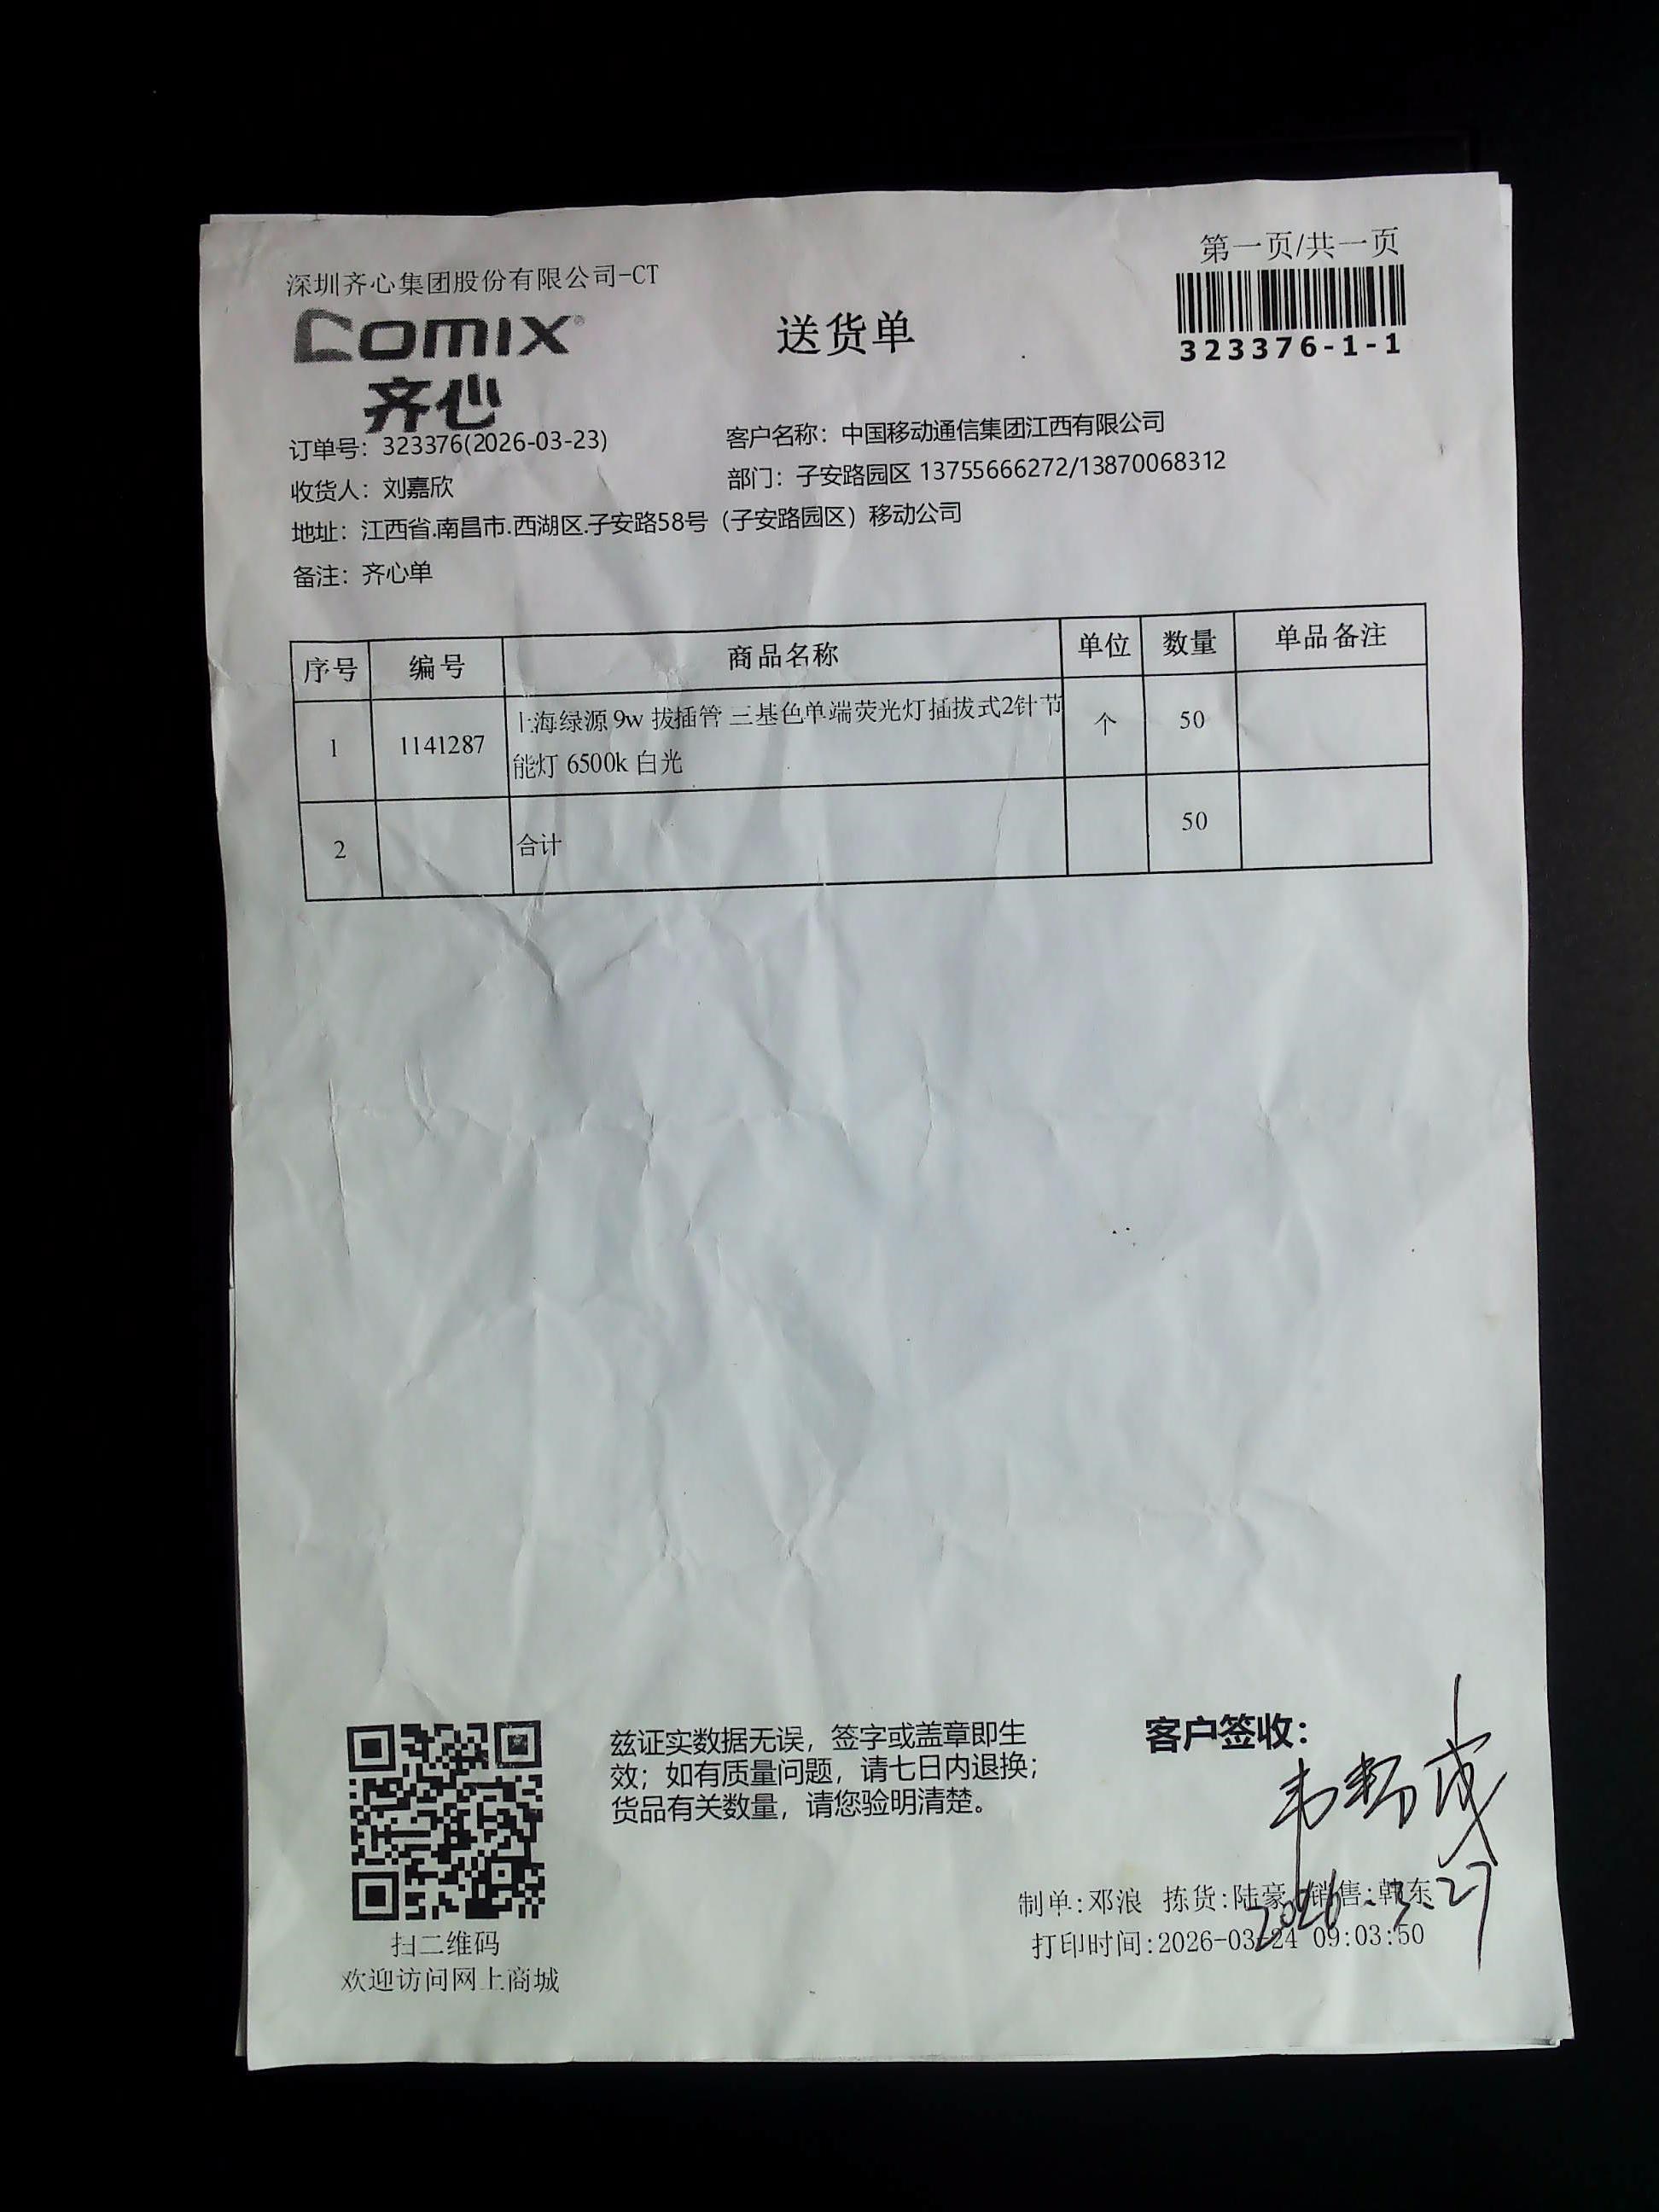 第一页/共一页
深圳齐心集团股份有限公司-CT
comix®
齐心
送货单
323376-1-1
订单号：323376(2026-03-23)
客户名称：中国移动通信集团江西有限公司
收货人：刘嘉欣
部门：子安路园区 13755666272/13870068312
地址：江西省.南昌市.西湖区.子安路58号（子安路园区）移动公司
备注：齐心单
序号 编号 商品名称 单位 数量 单品备注
1 1141287 上海绿源 9w 拔插管 三基色单端荧光灯插拔式2针节能灯 6500k 白光 个 50
2 合计 50
兹证实数据无误，签字或盖章即生
效；如有质量问题，请七日内退换；
货品有关数量，请您验明清楚。
客户签收：
2026.3.27
制单:邓浪 拣货:陆豪 销售:韩东
打印时间:2026-03-24 09:03:50
扫二维码
欢迎访问网上商城